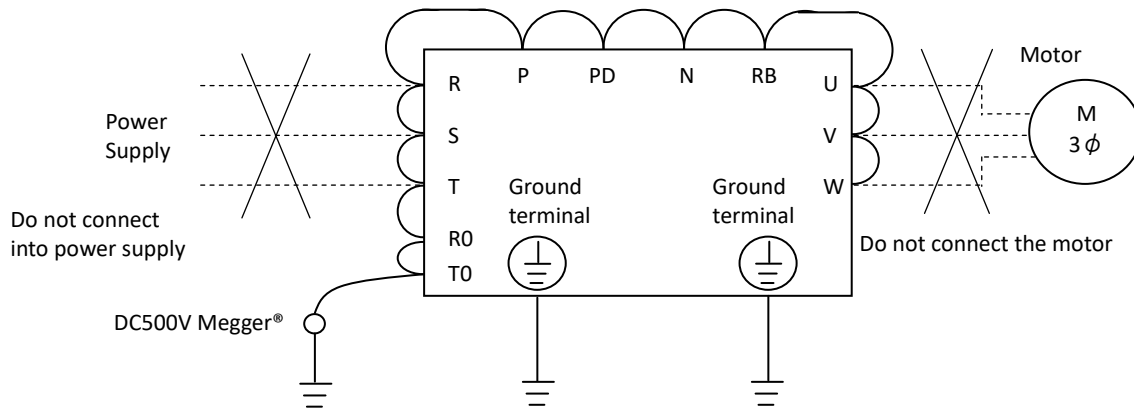 P PD N RB
R
S
T
R0
T0
U
V
W
Motor
M
3ϕ
Power
Supply
Ground
terminal
Ground
terminal
Do not connect
into power supply
Do not connect the motor
DC500V Megger®